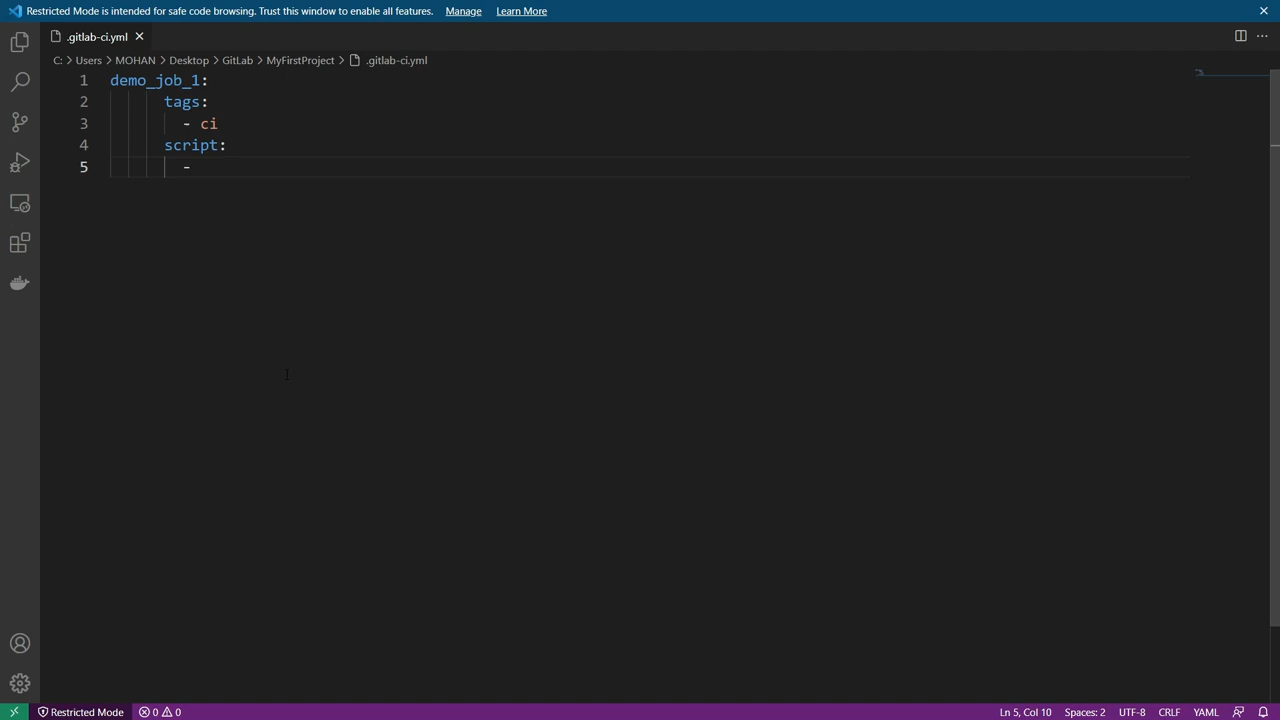 Restricted Mode is intended for safe code browsing. Trust this window to enable all features. Manage Learn More
.gitlab-ci.yml
C: > Users > MOHAN > Desktop > GitLab > MyFirstProject > .gitlab-ci.yml
1 demo_job_1:
2 tags:
3 - ci
4 script:
5 -
Restricted Mode 0 0 Ln 5, Col 10 Spaces: 2 UTF-8 CRLF YAML